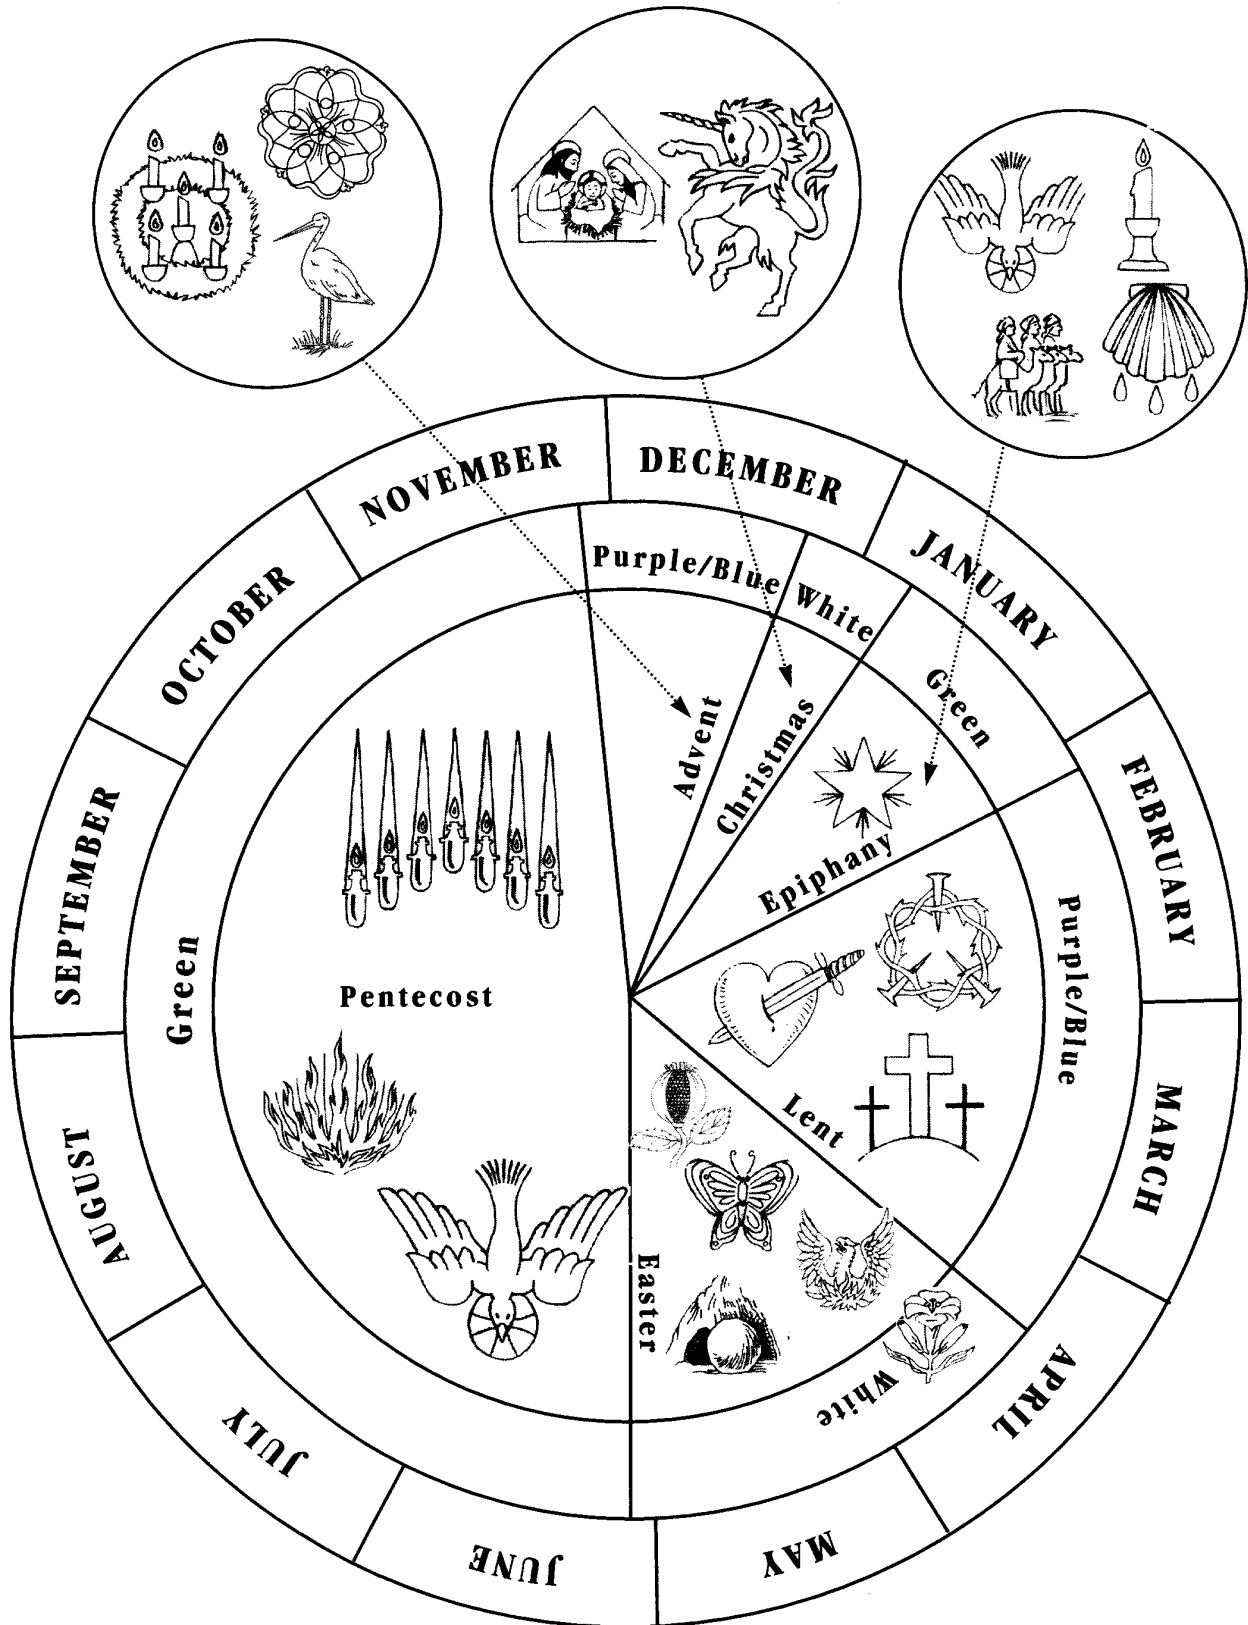 NOVEMBER
DECEMBER
JANUARY
FEBRUARY
MARCH
APRIL
MAY
JUNE
JULY
AUGUST
SEPTEMBER
OCTOBER
Purple/Blue
White
Green
Purple/Blue
White
Green
Advent
Christmas
Epiphany
Lent
Easter
Pentecost